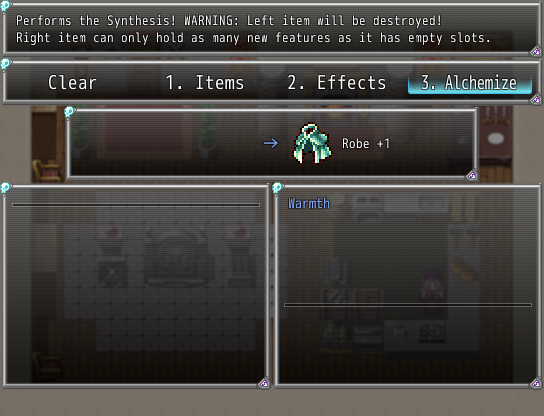 Performs the Synthesis! WARNING: Left item will be destroyed!
Right item can only hold as many new features as it has empty slots.
Clear
1. Items
2. Effects
3. Alchemize
→ Robe +1
Warmth